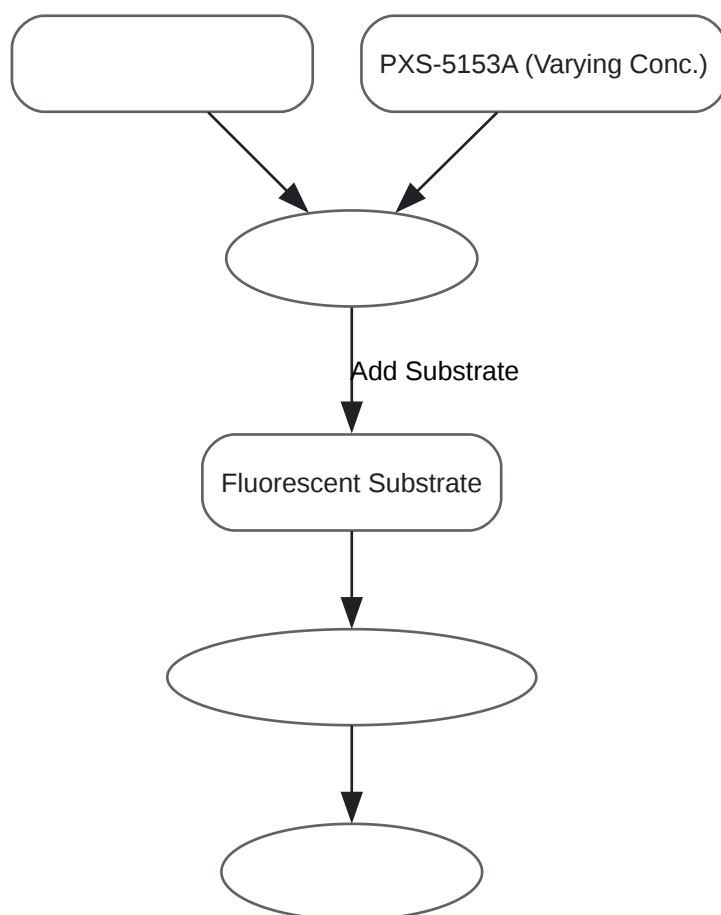 PXS-5153A (Varying Conc.)
Add Substrate
Fluorescent Substrate